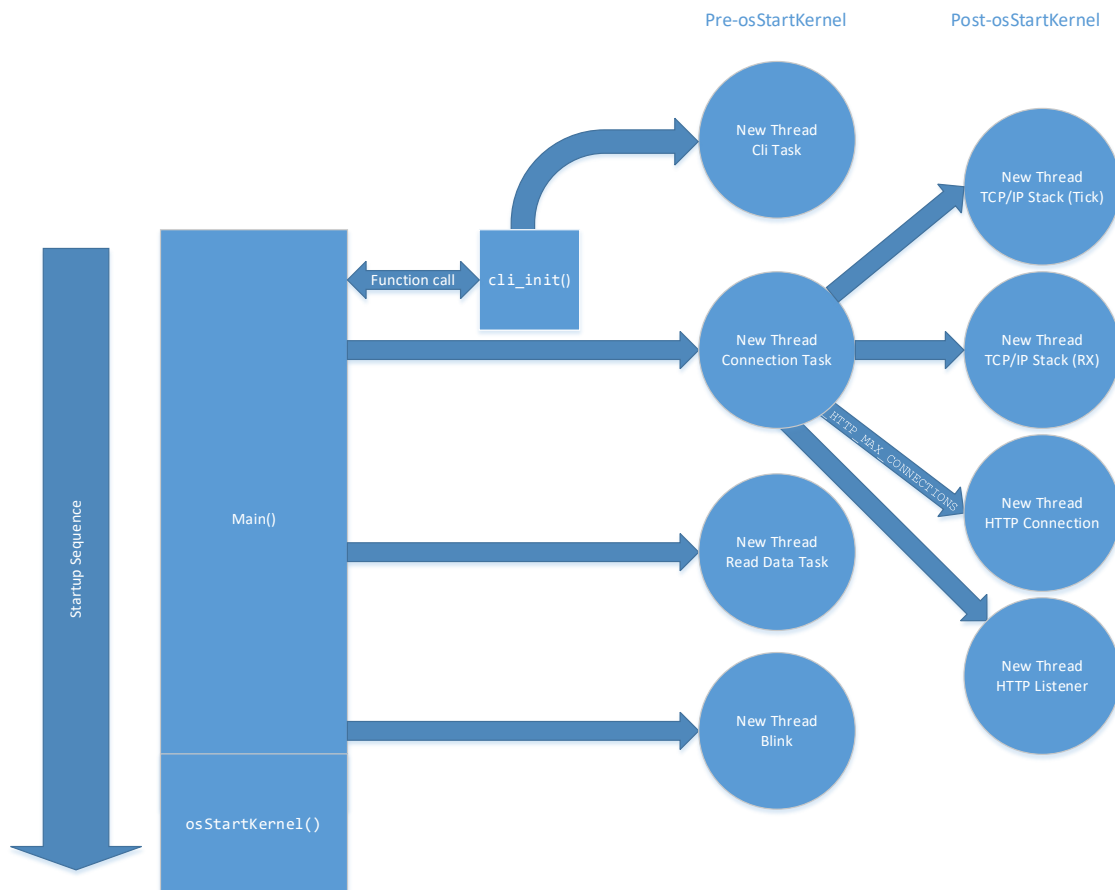 Pre-osStartKernel
Post-osStartKernel
New Thread
Cli Task
New Thread
TCP/IP Stack (Tick)
Function call
cli_init()
New Thread
Connection Task
New Thread
TCP/IP Stack (RX)
HTTP_MAX_CONNECTIONS
Startup Sequence
Main()
New Thread
HTTP Connection
New Thread
Read Data Task
New Thread
HTTP Listener
New Thread
Blink
osStartKernel()